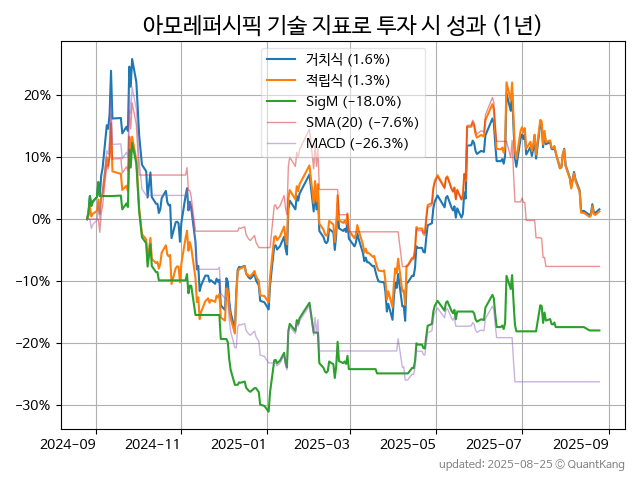 아모레퍼시픽 기술 지표로 투자 시 성과 (1년)
거치식 (1.6%)
적립식 (1.3%)
SigM (−18.0%)
SMA(20) (−7.6%)
MACD (−26.3%)
20%
10%
0%
−10%
−20%
−30%
2024-09 2024-11 2025-01 2025-03 2025-05 2025-07 2025-09
updated: 2025-08-25 © QuantKang